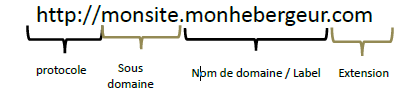 http://monsite.monhebergeur.com
protocole
Sous
domaine
Nom de domaine / Label
Extension